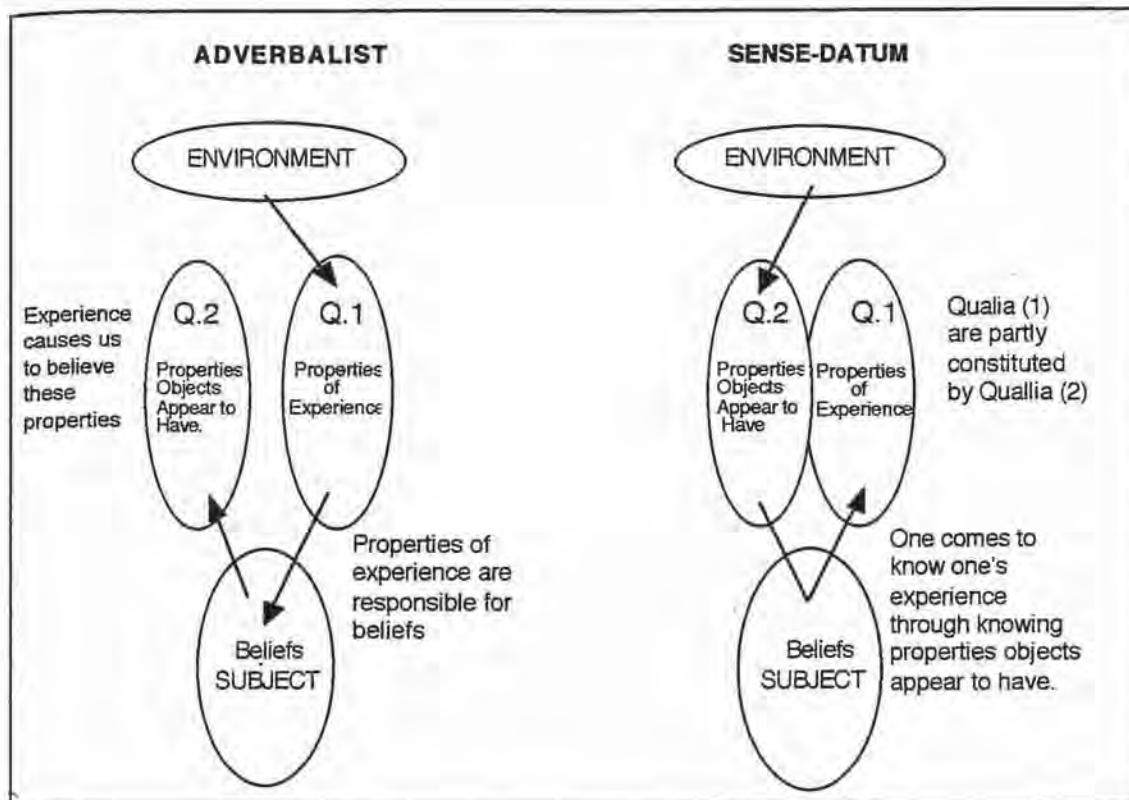 ADVERBALIST
ENVIRONMENT
Experience
causes us
to believe
these
properties
Q.2
Properties
Objects
Appear to
Have.
Q.1
Properties
of
Experience
Properties of
experience are
responsible for
beliefs
Beliefs
SUBJECT
SENSE-DATUM
ENVIRONMENT
Q.2
Properties
Objects
Appear to
Have
Q.1
Properties
of Experience
Qualia (1)
are partly
constituted
by Quallia (2)
One comes to
know one's
experience
through knowing
properties objects
appear to have.
Beliefs
SUBJECT